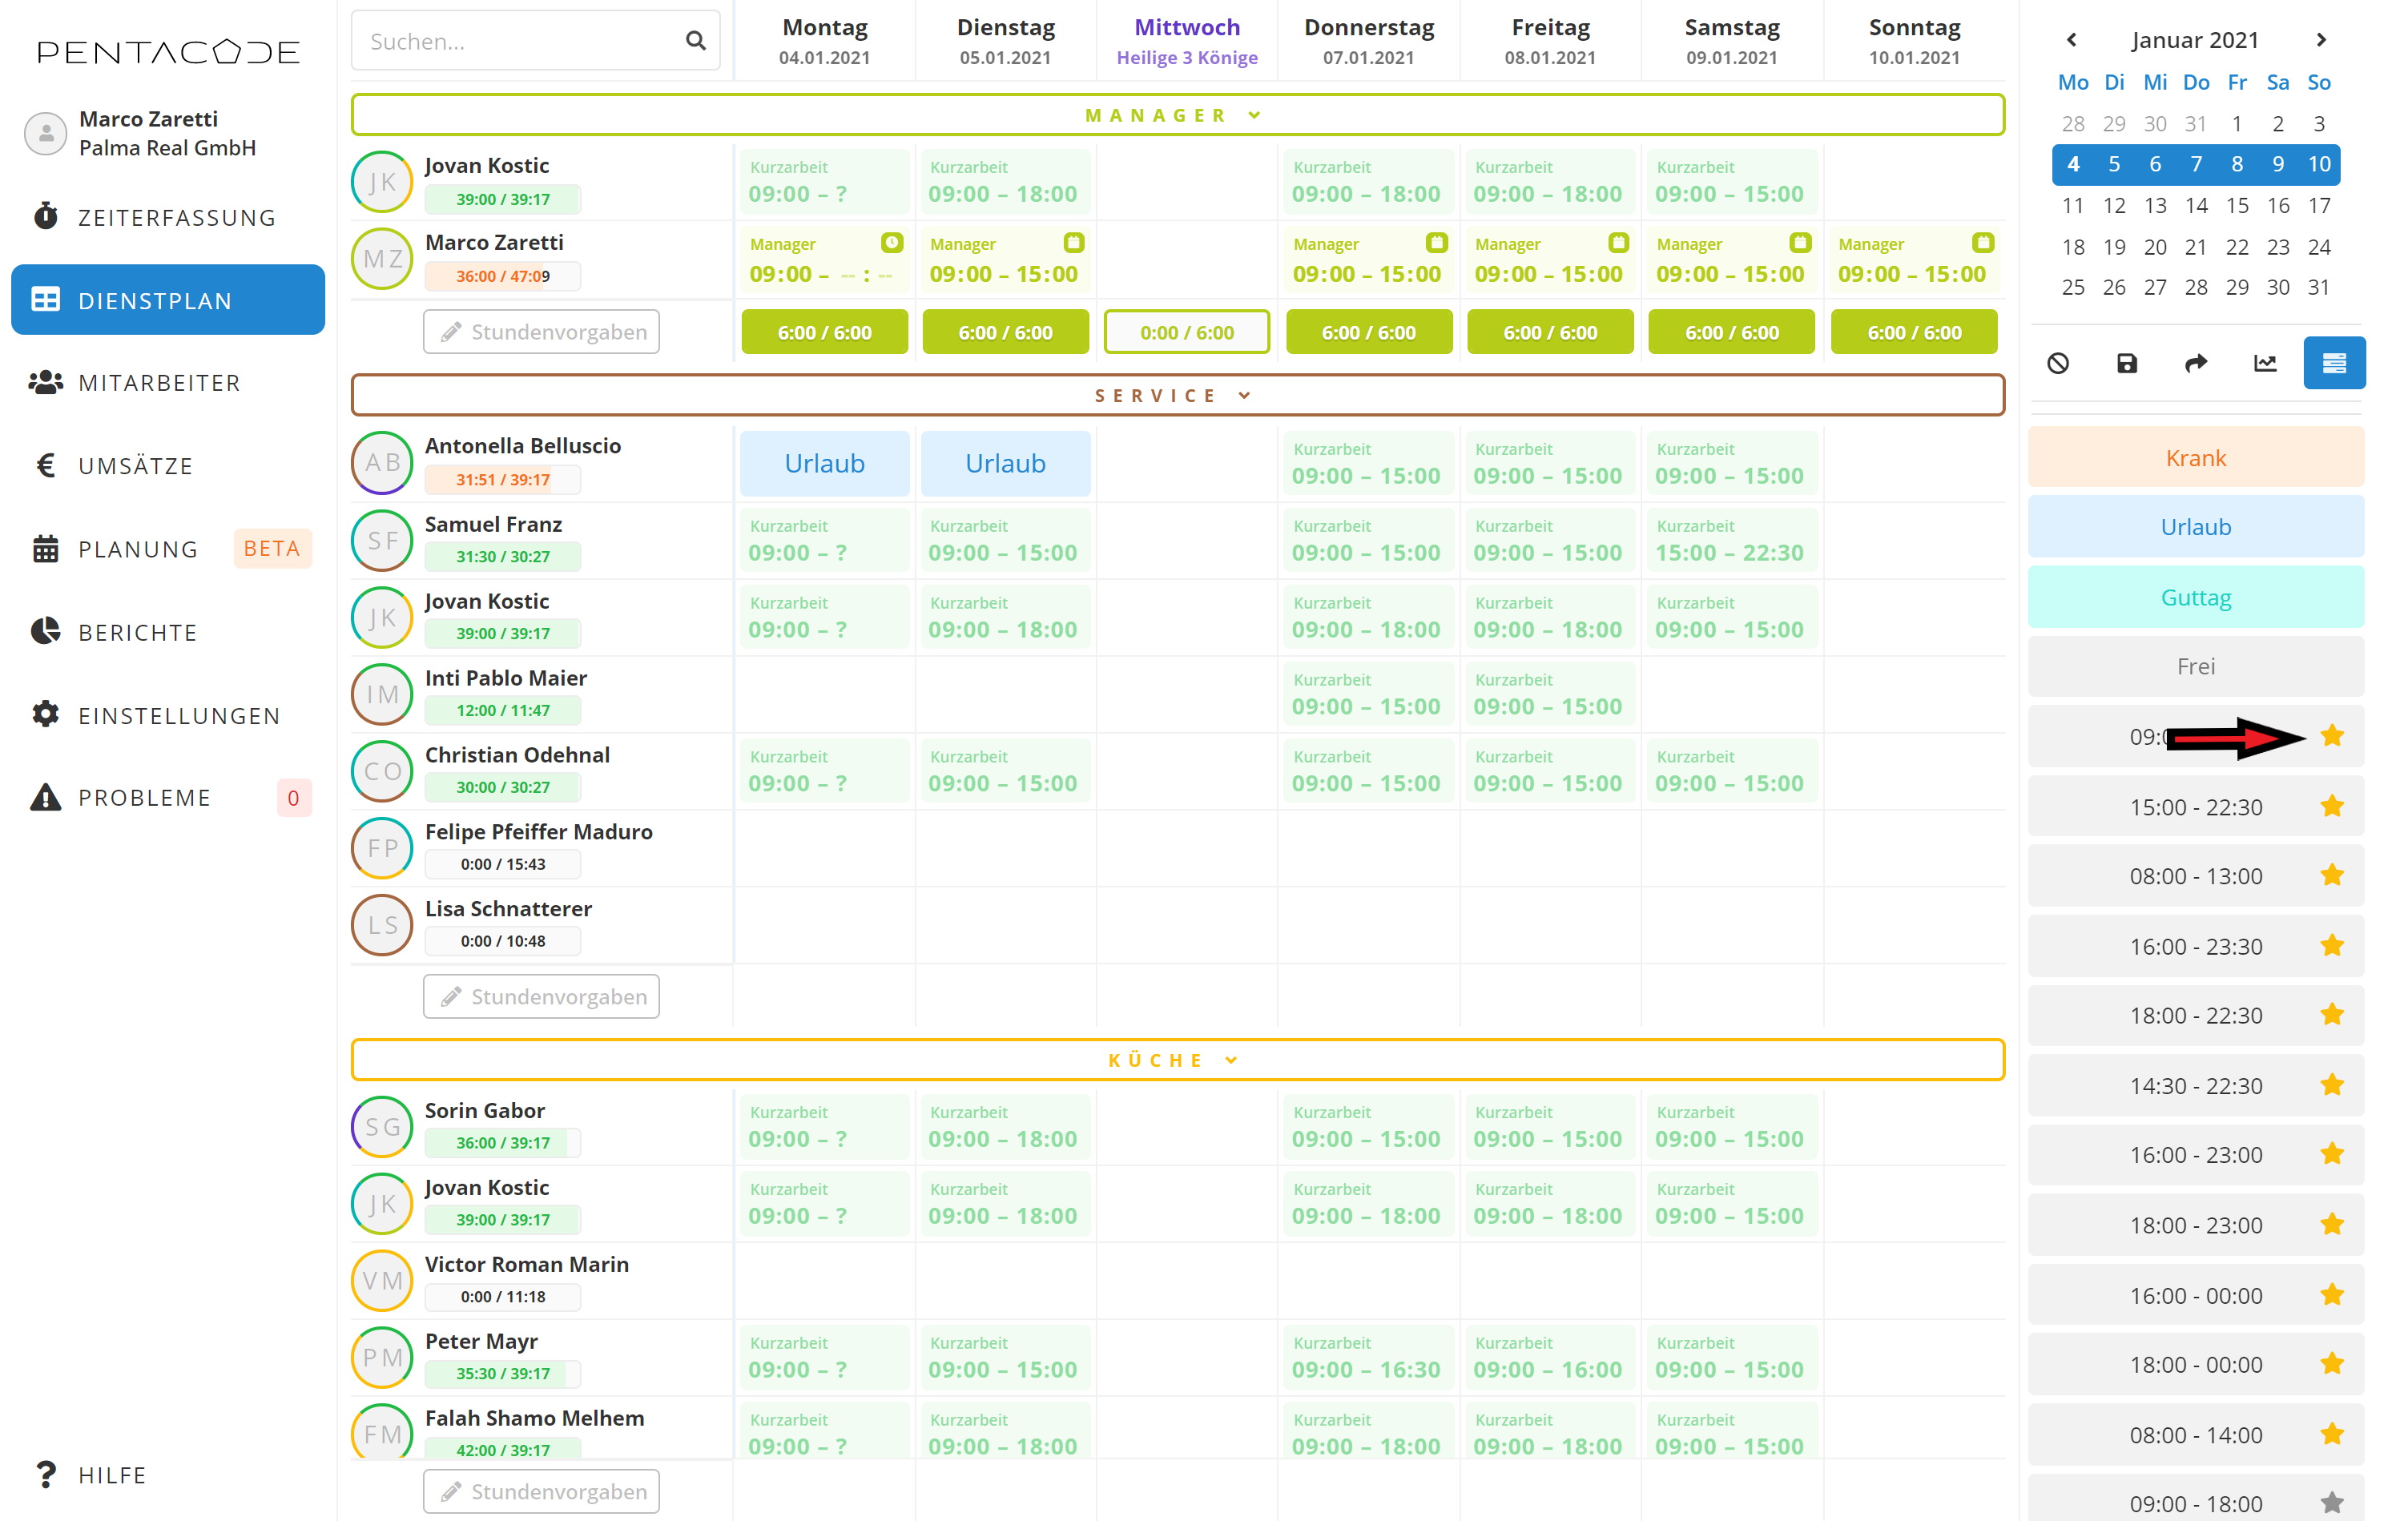 PENTACODE
Marco Zaretti
Palma Real GmbH
ZEITERFASSUNG
DIENSTPLAN
MITARBEITER
UMSÄTZE
PLANUNG BETA
BERICHTE
EINSTELLUNGEN
PROBLEME 0
HILFE
Suchen...
Montag Dienstag Mittwoch Donnerstag Freitag Samstag Sonntag
04.01.2021 05.01.2021 Heilige 3 Könige 07.01.2021 08.01.2021 09.01.2021 10.01.2021
MANAGER
JK Jovan Kostic
39:00 / 39:17
Kurzarbeit Kurzarbeit Kurzarbeit Kurzarbeit Kurzarbeit
09:00 – ? 09:00 – 18:00 09:00 – 18:00 09:00 – 18:00 09:00 – 15:00
MZ Marco Zaretti
36:00 / 47:09
Manager Manager Manager Manager Manager Manager
09:00 – -- : -- 09:00 – 15:00 09:00 – 15:00 09:00 – 15:00 09:00 – 15:00 09:00 – 15:00
Stundenvorgaben 6:00 / 6:00 6:00 / 6:00 0:00 / 6:00 6:00 / 6:00 6:00 / 6:00 6:00 / 6:00 6:00 / 6:00
SERVICE
AB Antonella Belluscio
31:51 / 39:17
Urlaub Urlaub
Kurzarbeit Kurzarbeit Kurzarbeit
09:00 – 15:00 09:00 – 15:00 09:00 – 15:00
SF Samuel Franz
31:30 / 30:27
Kurzarbeit Kurzarbeit Kurzarbeit Kurzarbeit Kurzarbeit
09:00 – ? 09:00 – 15:00 09:00 – 15:00 09:00 – 15:00 15:00 – 22:30
JK Jovan Kostic
39:00 / 39:17
Kurzarbeit Kurzarbeit Kurzarbeit Kurzarbeit Kurzarbeit
09:00 – ? 09:00 – 18:00 09:00 – 18:00 09:00 – 18:00 09:00 – 15:00
IM Inti Pablo Maier
12:00 / 11:47
Kurzarbeit Kurzarbeit
09:00 – 15:00 09:00 – 15:00
CO Christian Odehnal
30:00 / 30:27
Kurzarbeit Kurzarbeit Kurzarbeit Kurzarbeit Kurzarbeit
09:00 – ? 09:00 – 15:00 09:00 – 15:00 09:00 – 15:00 09:00 – 15:00
FP Felipe Pfeiffer Maduro
0:00 / 15:43
LS Lisa Schnatterer
0:00 / 10:48
Stundenvorgaben
KÜCHE
SG Sorin Gabor
36:00 / 39:17
Kurzarbeit Kurzarbeit Kurzarbeit Kurzarbeit Kurzarbeit
09:00 – ? 09:00 – 18:00 09:00 – 15:00 09:00 – 15:00 09:00 – 15:00
JK Jovan Kostic
39:00 / 39:17
Kurzarbeit Kurzarbeit Kurzarbeit Kurzarbeit Kurzarbeit
09:00 – ? 09:00 – 18:00 09:00 – 18:00 09:00 – 18:00 09:00 – 15:00
VM Victor Roman Marin
0:00 / 11:18
PM Peter Mayr
35:30 / 39:17
Kurzarbeit Kurzarbeit Kurzarbeit Kurzarbeit Kurzarbeit
09:00 – ? 09:00 – 15:00 09:00 – 16:30 09:00 – 16:00 09:00 – 15:00
FM Falah Shamo Melhem
42:00 / 39:17
Kurzarbeit Kurzarbeit Kurzarbeit Kurzarbeit Kurzarbeit
09:00 – ? 09:00 – 18:00 09:00 – 18:00 09:00 – 18:00 09:00 – 15:00
Stundenvorgaben
Januar 2021
Mo Di Mi Do Fr Sa So
28 29 30 31 1 2 3
4 5 6 7 8 9 10
11 12 13 14 15 16 17
18 19 20 21 22 23 24
25 26 27 28 29 30 31
Krank
Urlaub
Guttag
Frei
15:00 - 22:30
08:00 - 13:00
16:00 - 23:30
18:00 - 22:30
14:30 - 22:30
16:00 - 23:00
18:00 - 23:00
16:00 - 00:00
18:00 - 00:00
08:00 - 14:00
09:00 - 18:00